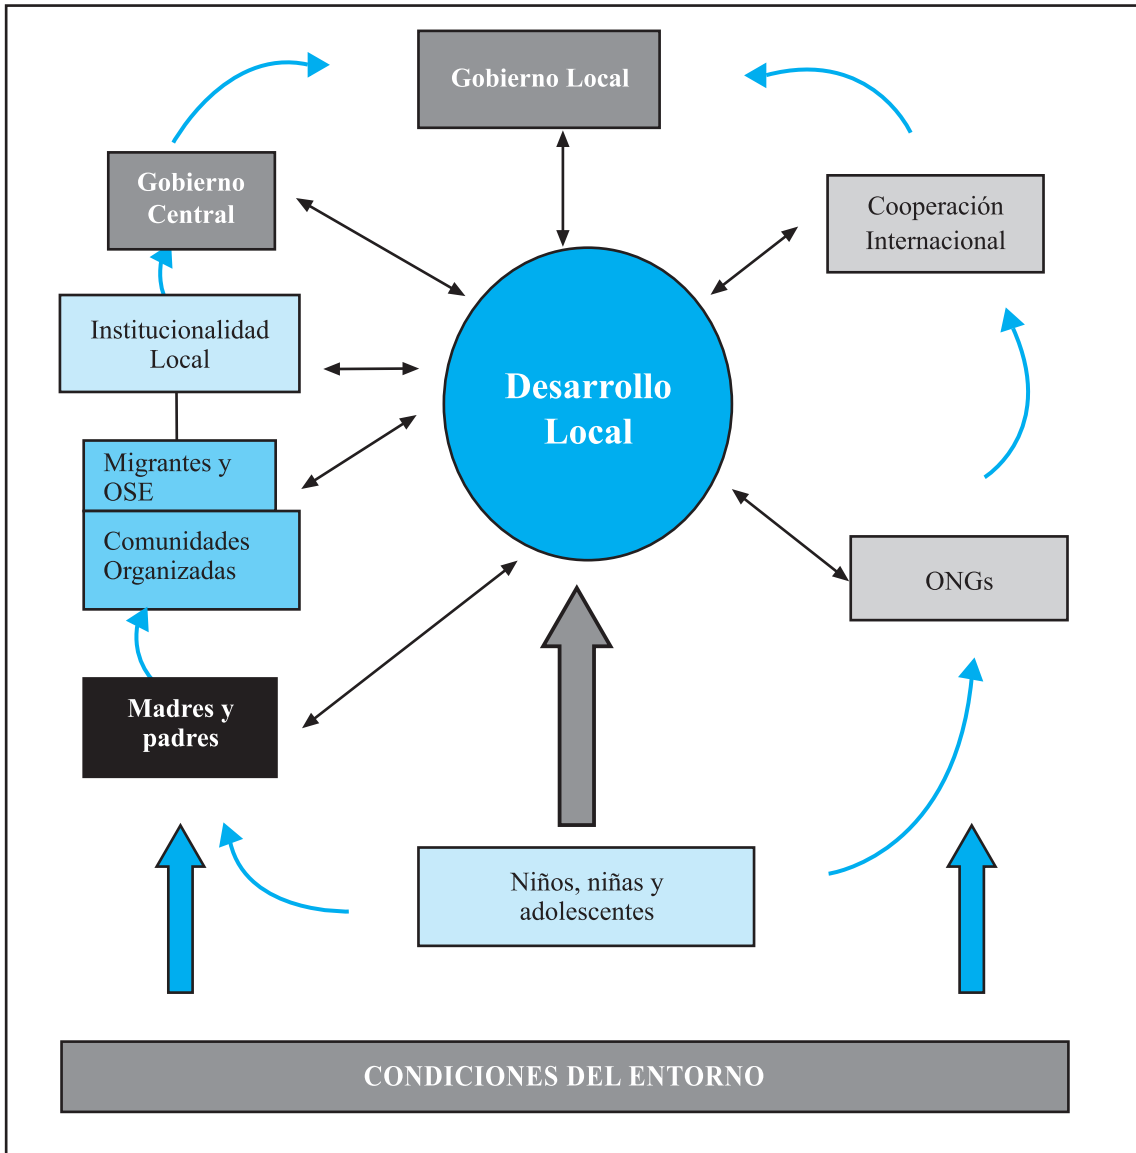 Gobierno Local
Gobierno
Central
Cooperación
Internacional
Institucionalidad
Local
Desarrollo
Local
Migrantes y
OSE
Comunidades
Organizadas
ONGs
Madres y
padres
Niños, niñas y
adolescentes
CONDICIONES DEL ENTORNO